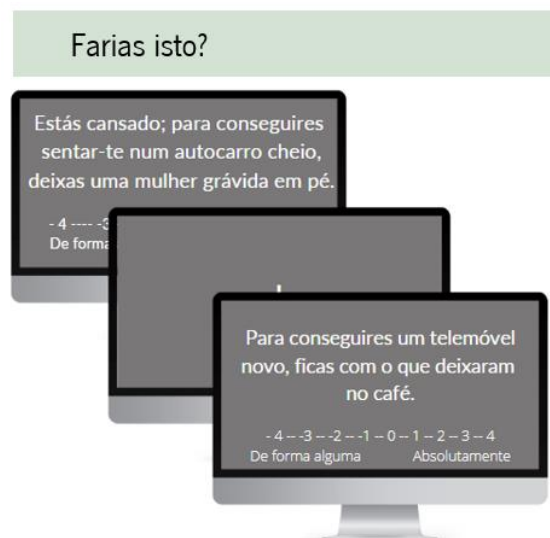 Farias isto?
Estás cansado; para conseguires
sentar-te num autocarro cheio,
deixas uma mulher grávida em pé.
- 4 ---- -3
De forma
Para conseguires um telemóvel
novo, ficas com o que deixaram
no café.
- 4 -- -3 -- -2 -- -1 -- 0 -- 1 -- 2 -- 3 -- 4
De forma alguma Absolutamente